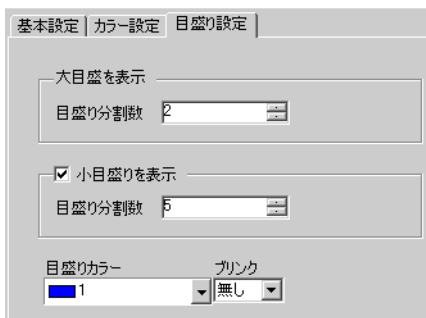 基本設定 カラー設定 目盛り設定
大目盛を表示
目盛り分割数 2
小目盛りを表示
目盛り分割数 5
目盛りカラー ブリンク
1 無し